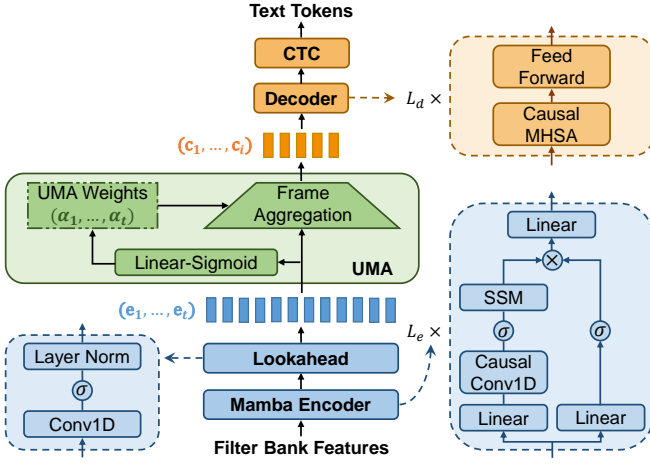 Text Tokens
CTC
Decoder
L_d ×
Feed
Forward
Causal
MHSA
(c_1, …, c_i)
UMA Weights
(α_1, …, α_t)
Frame
Aggregation
Linear-Sigmoid
UMA
(e_1, …, e_t)
L_e ×
Linear
×
SSM
σ
σ
Causal
Conv1D
Linear
Linear
Layer Norm
σ
Conv1D
Lookahead
Mamba Encoder
Filter Bank Features